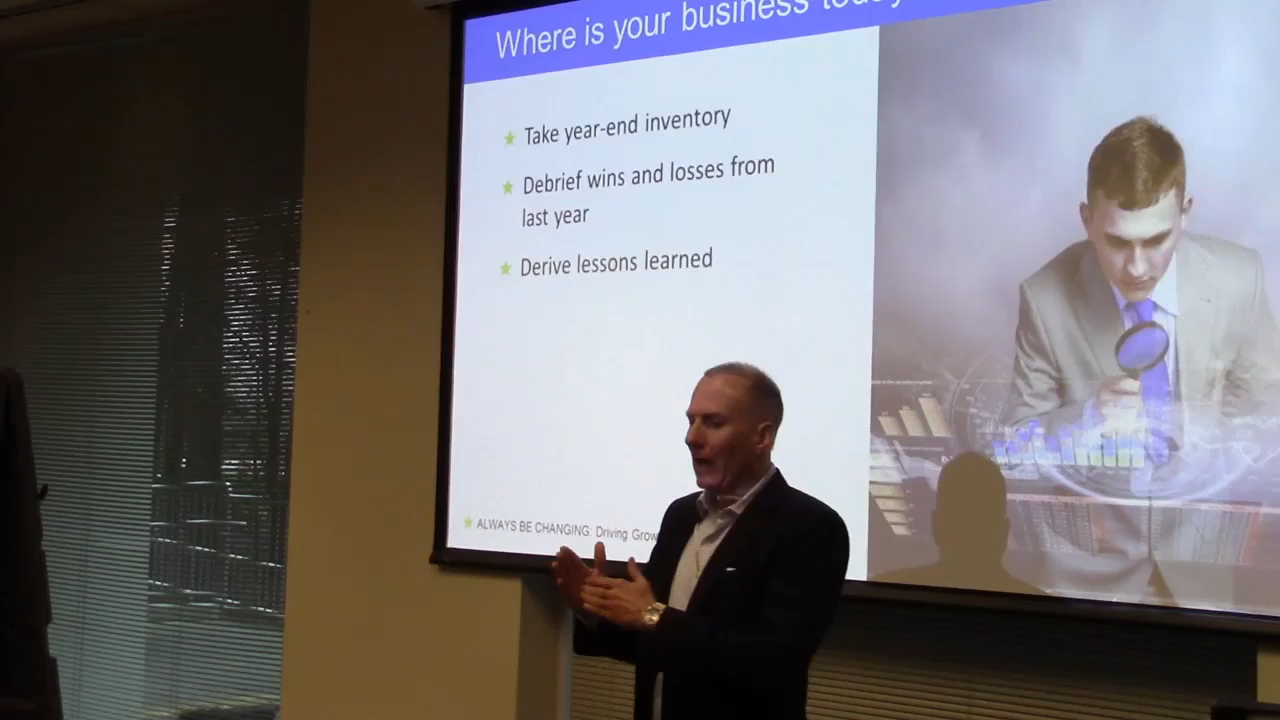 Where is your business today
Take year-end inventory
Debrief wins and losses from
last year
Derive lessons learned
ALWAYS BE CHANGING: Driving